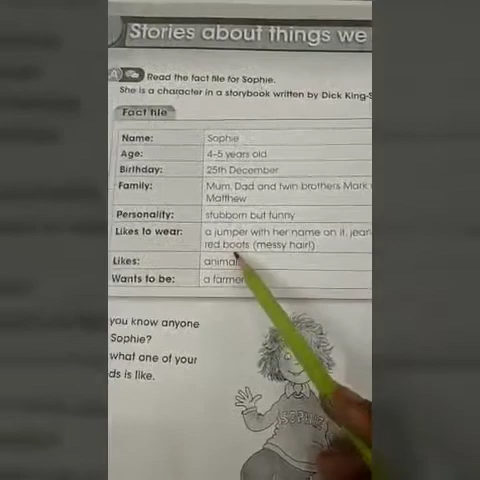 Stories about things we
A Read the fact file for Sophie.
She is a character in a storybook written by Dick King-S
Fact file
Name: Sophie
Age: 4–5 years old
Birthday: 25th December
Family: Mum, Dad and twin brothers Mark
Matthew
Personality: stubborn but funny
Likes to wear: a jumper with her name on it, jean
red boots (messy hair!)
Likes: animal
Wants to be: a farmer
you know anyone
Sophie?
what one of your
ds is like.
SOPHIE